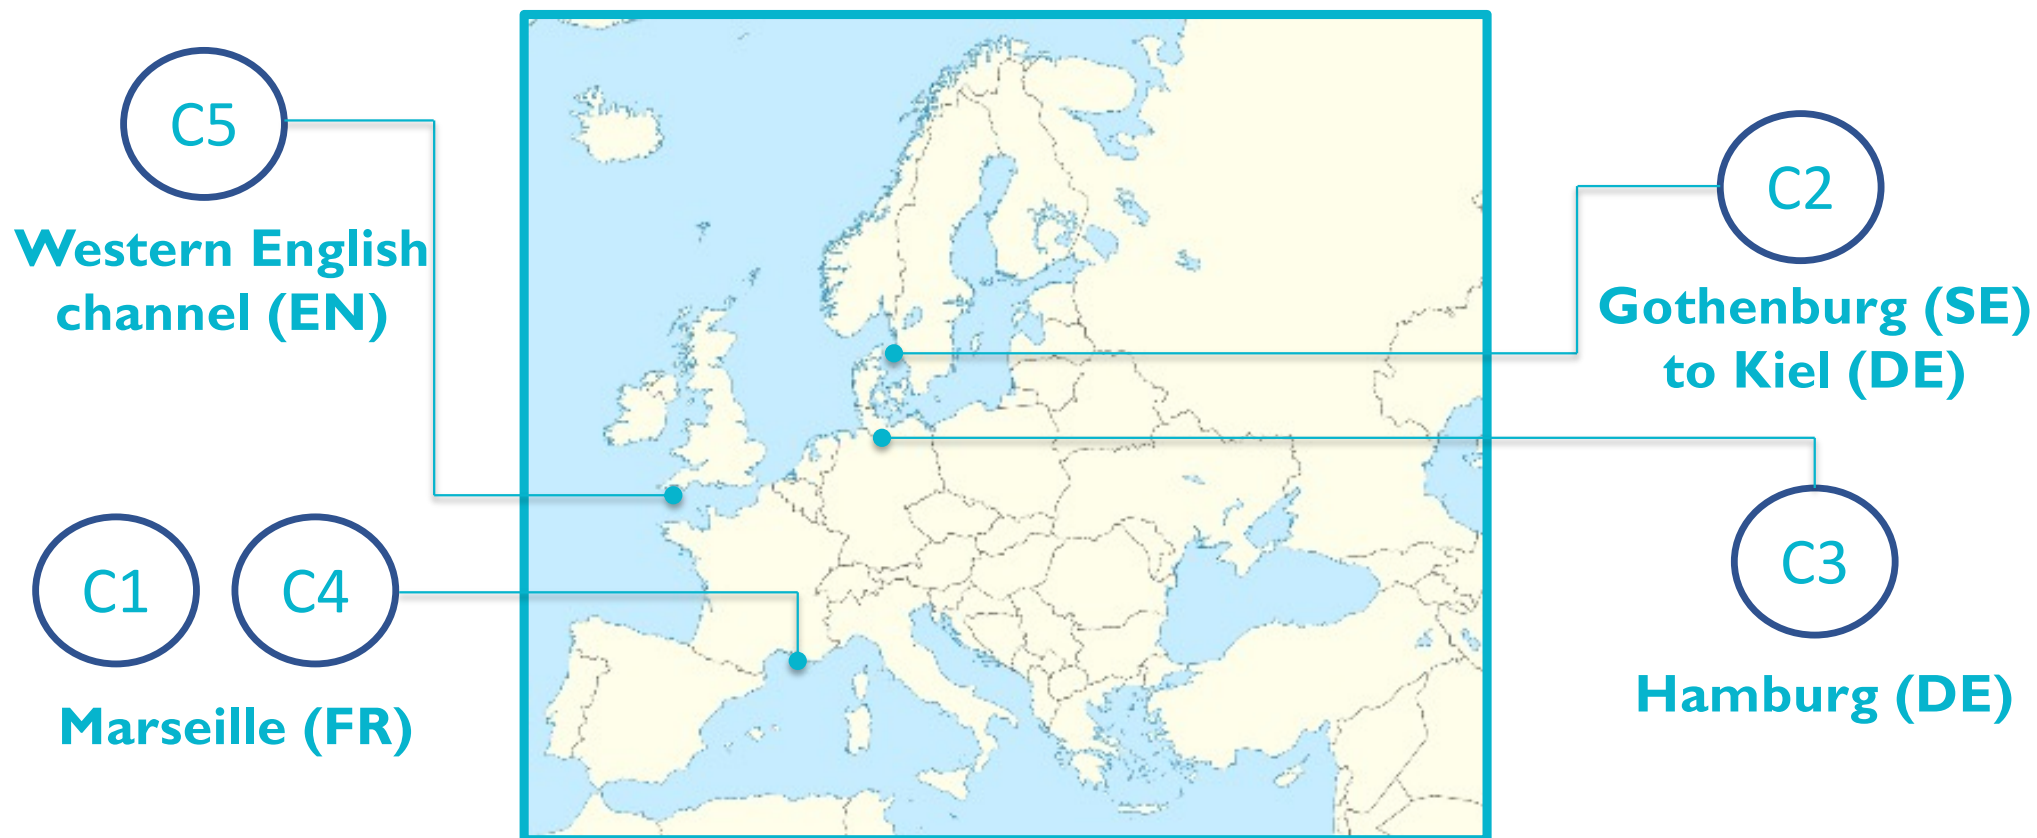 C5
Western English
channel (EN)
C1
C4
Marseille (FR)
C2
Gothenburg (SE)
to Kiel (DE)
C3
Hamburg (DE)